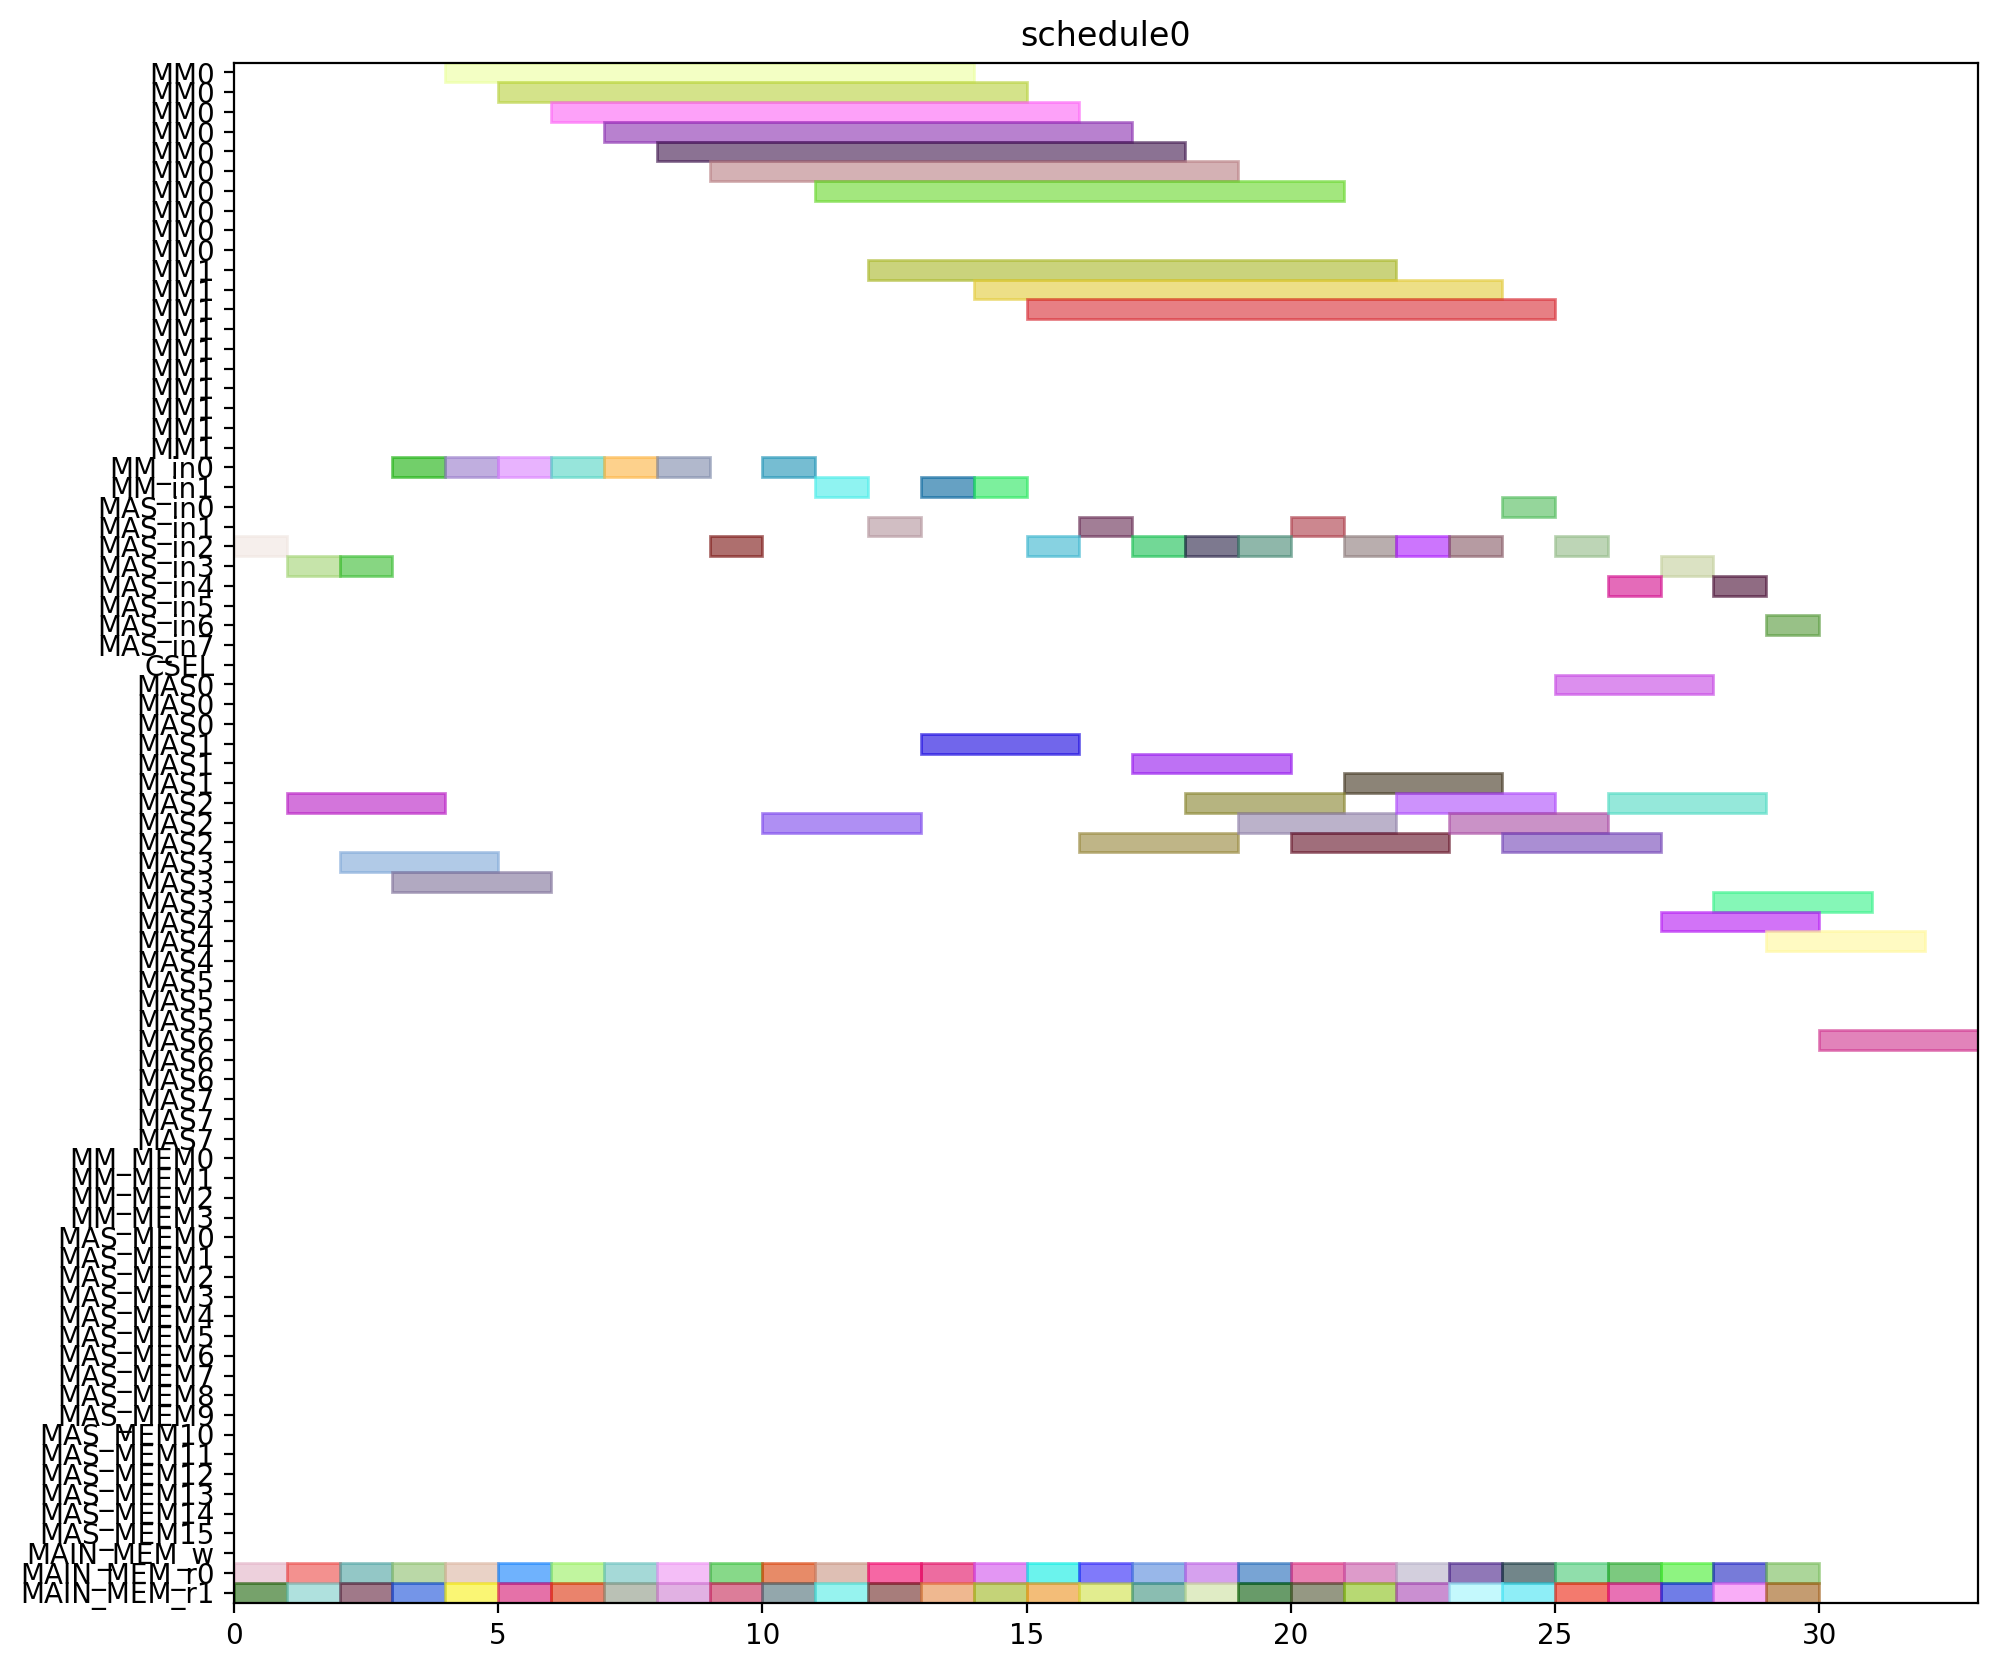 schedule0
MM0
MM0
MM0
MM0
MM0
MM0
MM0
MM0
MM0
MM0
MM1
MM1
MM1
MM1
MM1
MM1
MM1
MM1
MM1
MM1
MM_in0
MM_in1
MAS_in0
MAS_in1
MAS_in2
MAS_in3
MAS_in4
MAS_in5
MAS_in6
MAS_in7
CSEL
MAS0
MAS0
MAS0
MAS1
MAS1
MAS1
MAS2
MAS2
MAS2
MAS3
MAS3
MAS3
MAS4
MAS4
MAS4
MAS5
MAS5
MAS5
MAS6
MAS6
MAS6
MAS7
MAS7
MAS7
MM_MEM0
MM_MEM1
MM_MEM2
MM_MEM3
MAS_MEM0
MAS_MEM1
MAS_MEM2
MAS_MEM3
MAS_MEM4
MAS_MEM5
MAS_MEM6
MAS_MEM7
MAS_MEM8
MAS_MEM9
MAS_MEM10
MAS_MEM11
MAS_MEM12
MAS_MEM13
MAS_MEM14
MAS_MEM15
MAIN_MEM_w
MAIN_MEM_r0
MAIN_MEM_r1
0 5 10 15 20 25 30